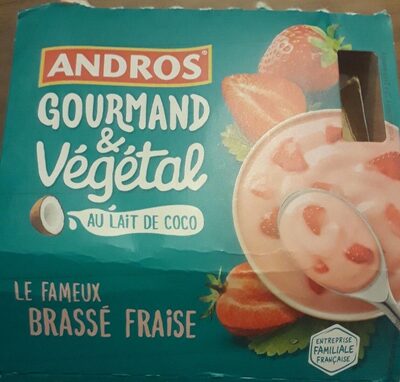 ANDROS
GOURMAND
&
Végétal
AU LAIT DE COCO
LE FAMEUX
BRASSÉ FRAISE
ENTREPRISE
FAMILIALE
FRANÇAISE